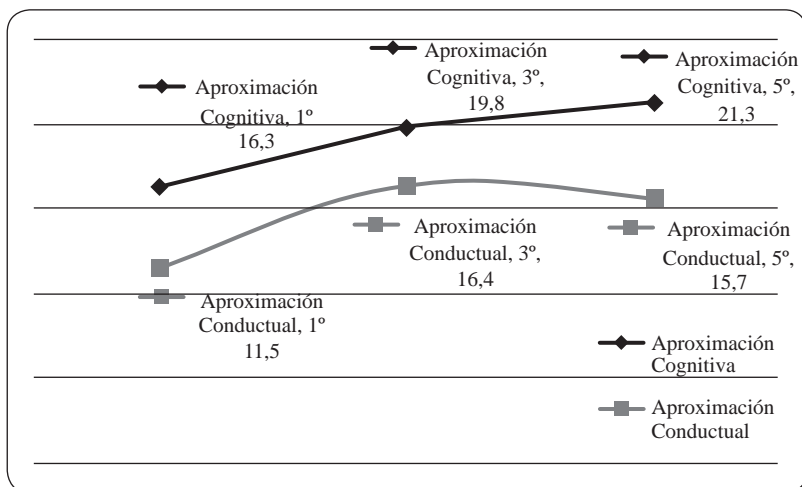 Aproximación
Cognitiva, 1º
16,3
Aproximación
Cognitiva, 3º,
19,8
Aproximación
Cognitiva, 5º,
21,3
Aproximación
Conductual, 1º
11,5
Aproximación
Conductual, 3º,
16,4
Aproximación
Conductual, 5º,
15,7
Aproximación
Cognitiva
Aproximación
Conductual